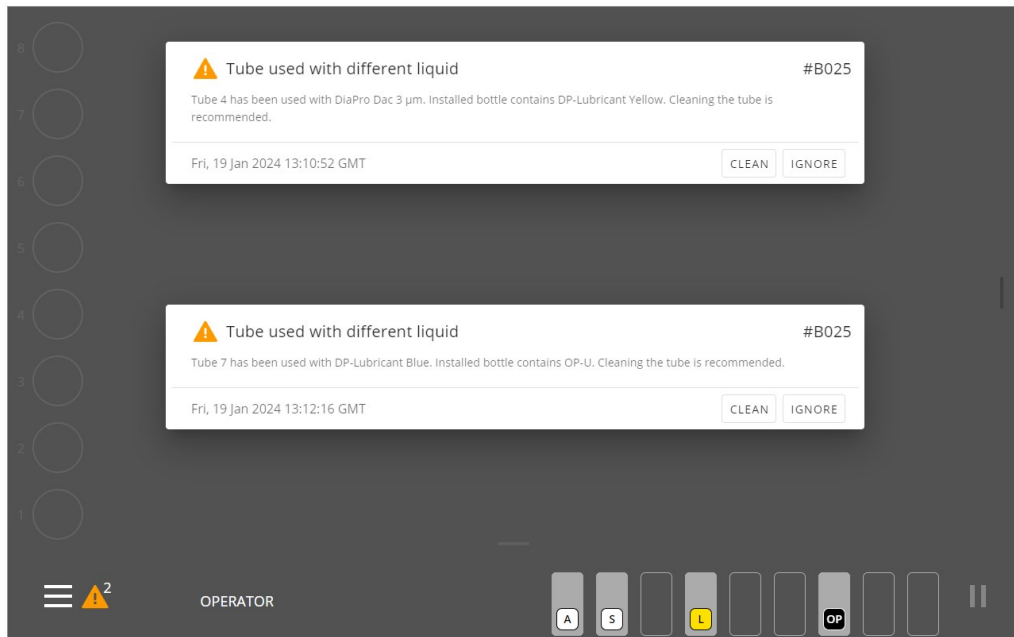 8
7
6
5
4
3
2
1
Tube used with different liquid #B025
Tube 4 has been used with DiaPro Dac 3 µm. Installed bottle contains DP-Lubricant Yellow. Cleaning the tube is
recommended.
Fri, 19 Jan 2024 13:10:52 GMT CLEAN IGNORE
Tube used with different liquid #B025
Tube 7 has been used with DP-Lubricant Blue. Installed bottle contains OP-U. Cleaning the tube is recommended.
Fri, 19 Jan 2024 13:12:16 GMT CLEAN IGNORE
2
OPERATOR A S L OP